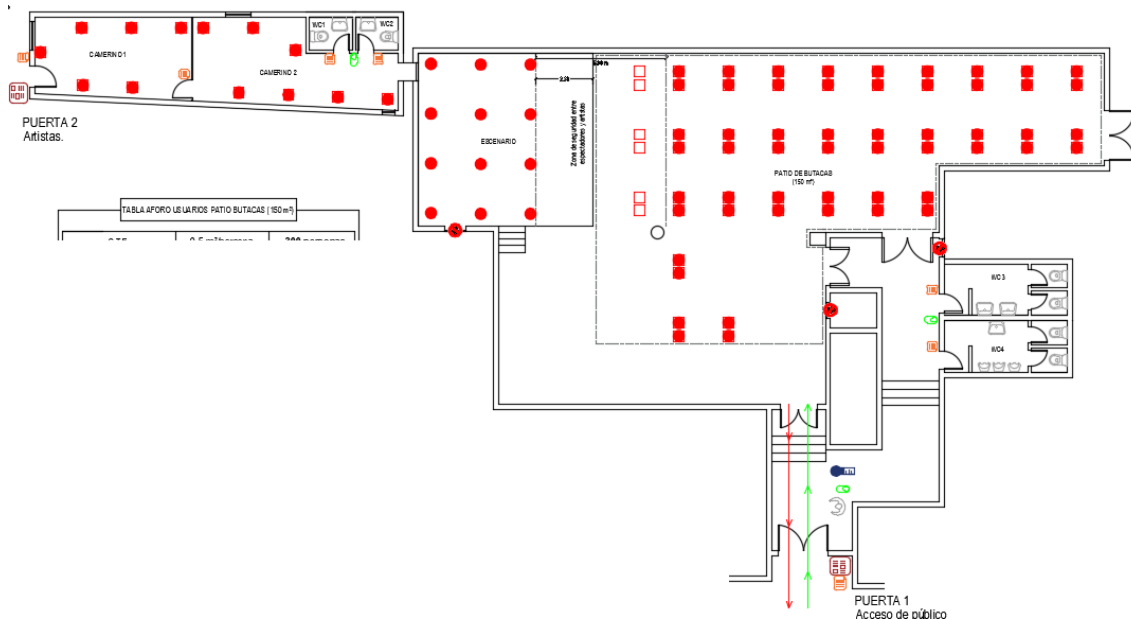 WC1
WC2
CAMERINO 1
CAMERINO 2
PUERTA 2
Artistas.
ESCENARIO
Zona de seguridad entre
espectadores y artistas
PATIO DE BUTACAS
(150 m²)
TABLA AFORO USUARIOS PATIO BUTACAS (150 m²)
WC3
WC4
PUERTA 1
Acceso de público